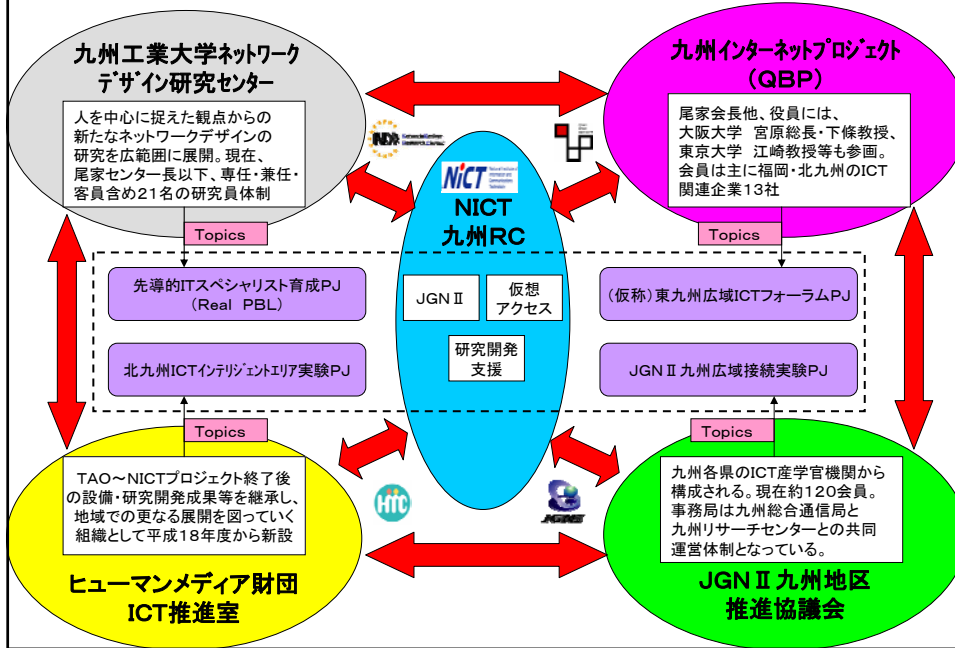 九州工業大学ネットワーク
デザイン研究センター
人を中心に捉えた観点からの
新たなネットワークデザインの
研究を広範囲に展開。現在、
尾家センター長以下、専任・兼任・
客員含め21名の研究員体制
九州インターネットプロジェクト
(QBP)
尾家会長他、役員には、
大阪大学 宮原総長・下條教授、
東京大学 江崎教授等も参画。
会員は主に福岡・北九州のICT
関連企業13社
NDR
NiCT
NICT
九州RC
Topics
Topics
先導的ITスペシャリスト育成PJ
(Real PBL)
JGNⅡ
仮想
アクセス
(仮称)東九州広域ICTフォーラムPJ
研究開発
支援
北九州ICTインテリジェントエリア実験PJ
JGNⅡ九州広域接続実験PJ
Topics
Topics
TAO~NICTプロジェクト終了後
の設備・研究開発成果等を継承し、
地域での更なる展開を図っていく
組織として平成18年度から新設
HTC
九州各県のICT産学官機関から
構成される。現在約120会員。
事務局は九州総合通信局と
九州リサーチセンターとの共同
運営体制となっている。
ヒューマンメディア財団
ICT推進室
JGNⅡ九州地区
推進協議会